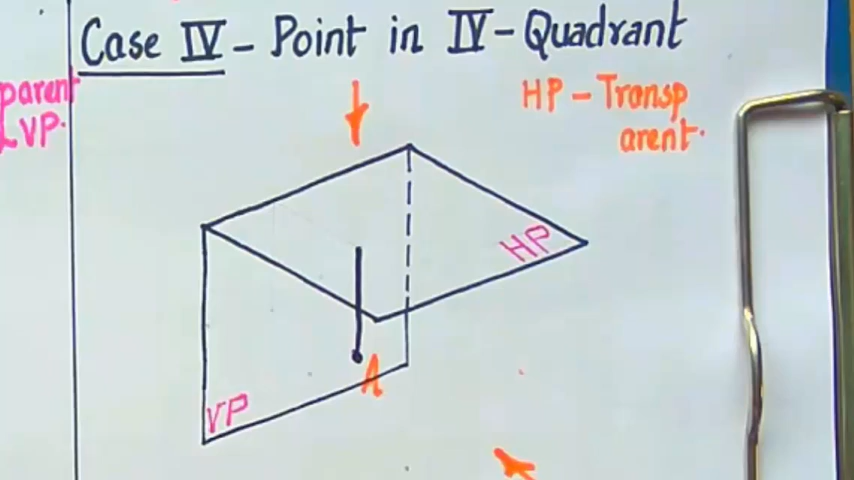 Case IV - Point in IV - Quadrant
parent
VP.
HP - Transp
arent.
HP
A
VP